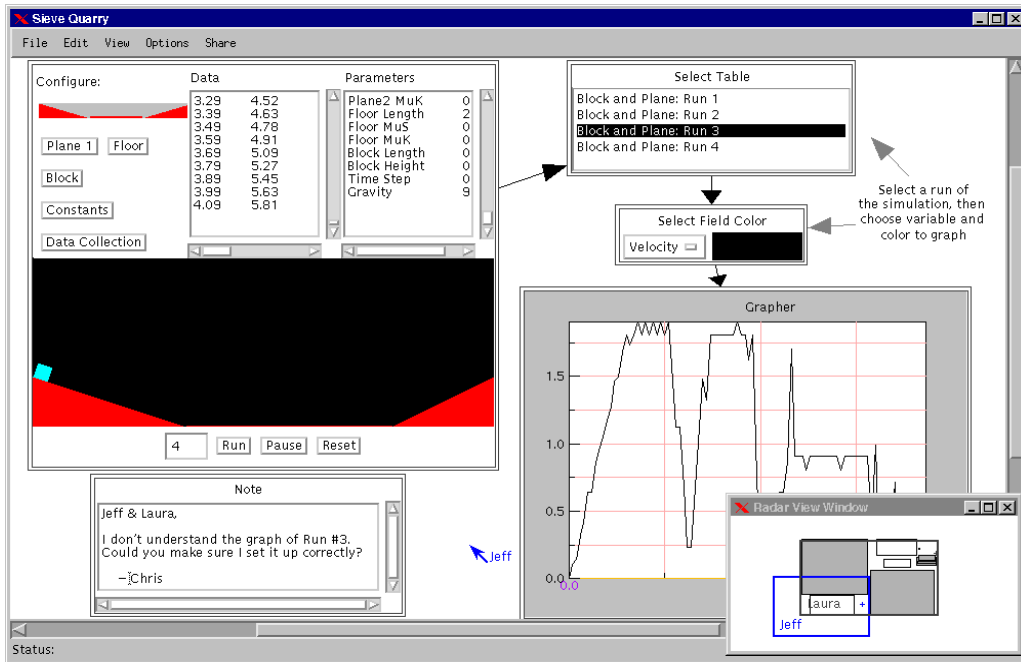 Sieve Quarry
File Edit View Options Share
Configure:
Plane 1 Floor
Block
Constants
Data Collection
Data
3.29 4.52
3.39 4.63
3.49 4.78
3.59 4.91
3.69 5.09
3.79 5.27
3.89 5.45
3.99 5.63
4.09 5.81
Parameters
Plane2 MuK 0
Floor Length 2
Floor MuS 0
Floor MuK 0
Block Length 0
Block Height 0
Time Step 0
Gravity 9
4 Run Pause Reset
Select Table
Block and Plane: Run 1
Block and Plane: Run 2
Block and Plane: Run 3
Block and Plane: Run 4
Select a run of
the simulation, then
choose variable and
color to graph
Select Field Color
Velocity
Grapher
1.5
1.0
0.5
0.0
0.0
Note
Jeff & Laura,
I don't understand the graph of Run #3.
Could you make sure I set it up correctly?
- Chris
Jeff
Radar View Window
Laura
Jeff
Status: